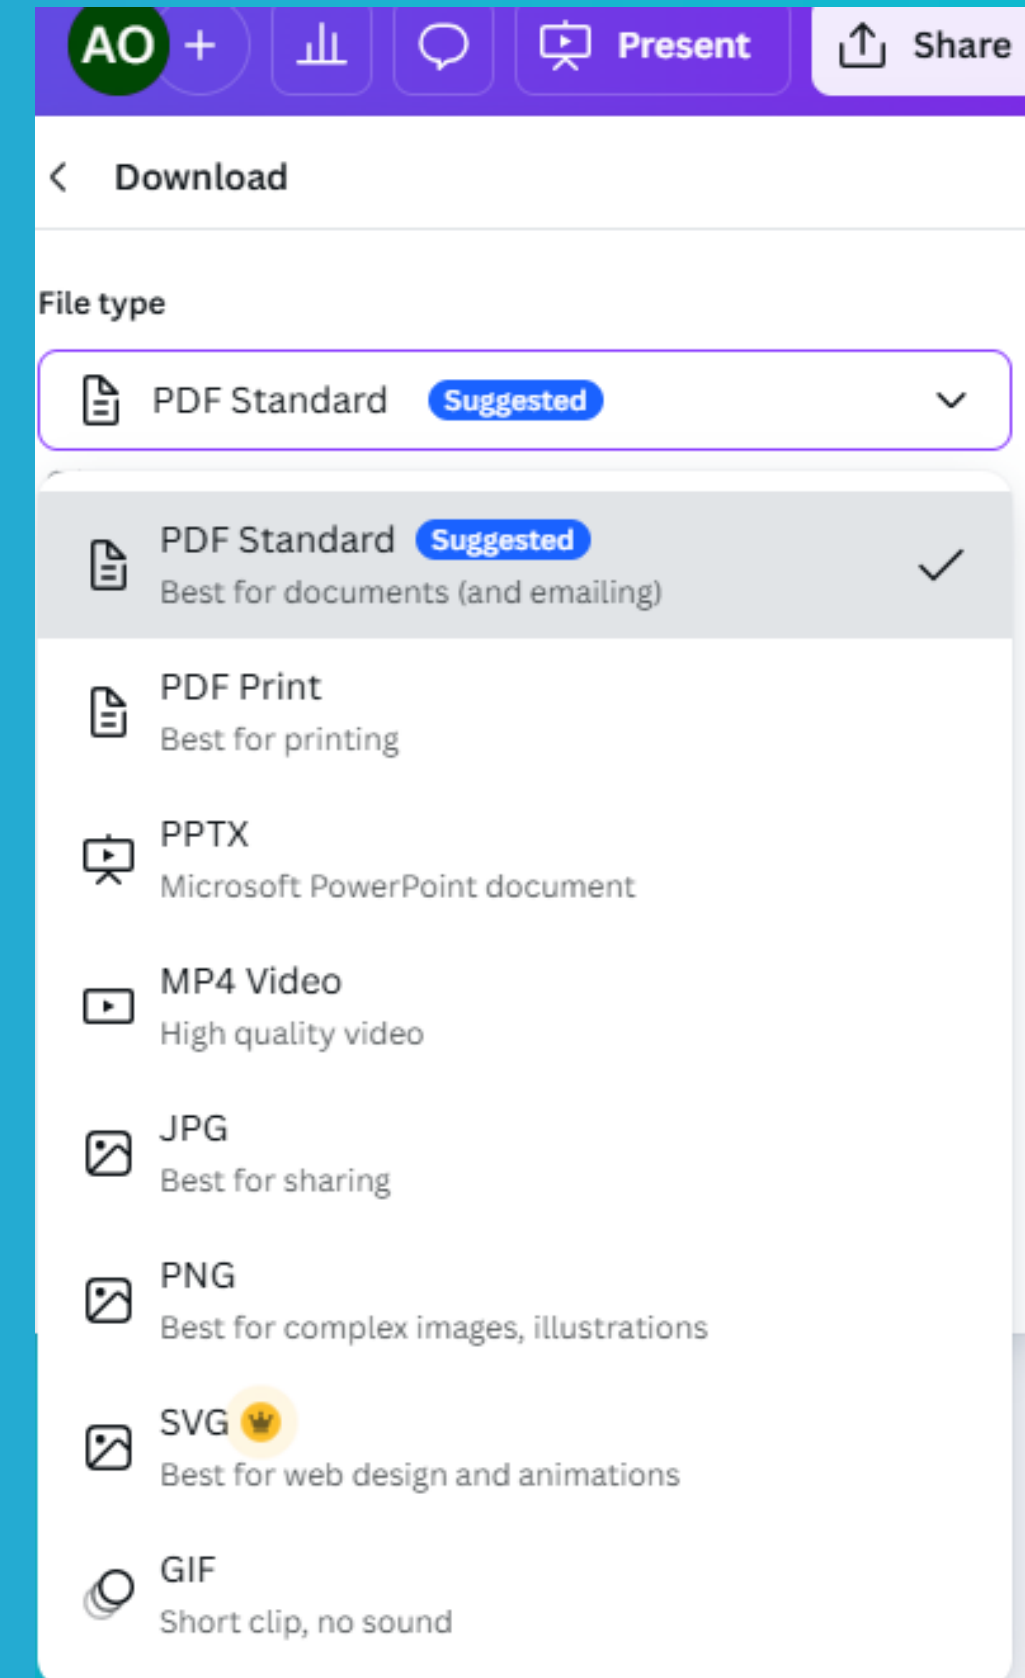 AO
Present
Share
Download
File type
PDF Standard Suggested
PDF Standard Suggested
Best for documents (and emailing)
PDF Print
Best for printing
PPTX
Microsoft PowerPoint document
MP4 Video
High quality video
JPG
Best for sharing
PNG
Best for complex images, illustrations
SVG
Best for web design and animations
GIF
Short clip, no sound